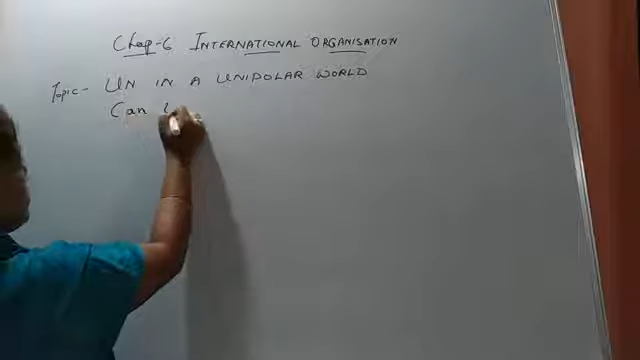 Chap-6 INTERNATIONAL ORGANISATION
Topic- UN IN A UNIPOLAR WORLD
Can